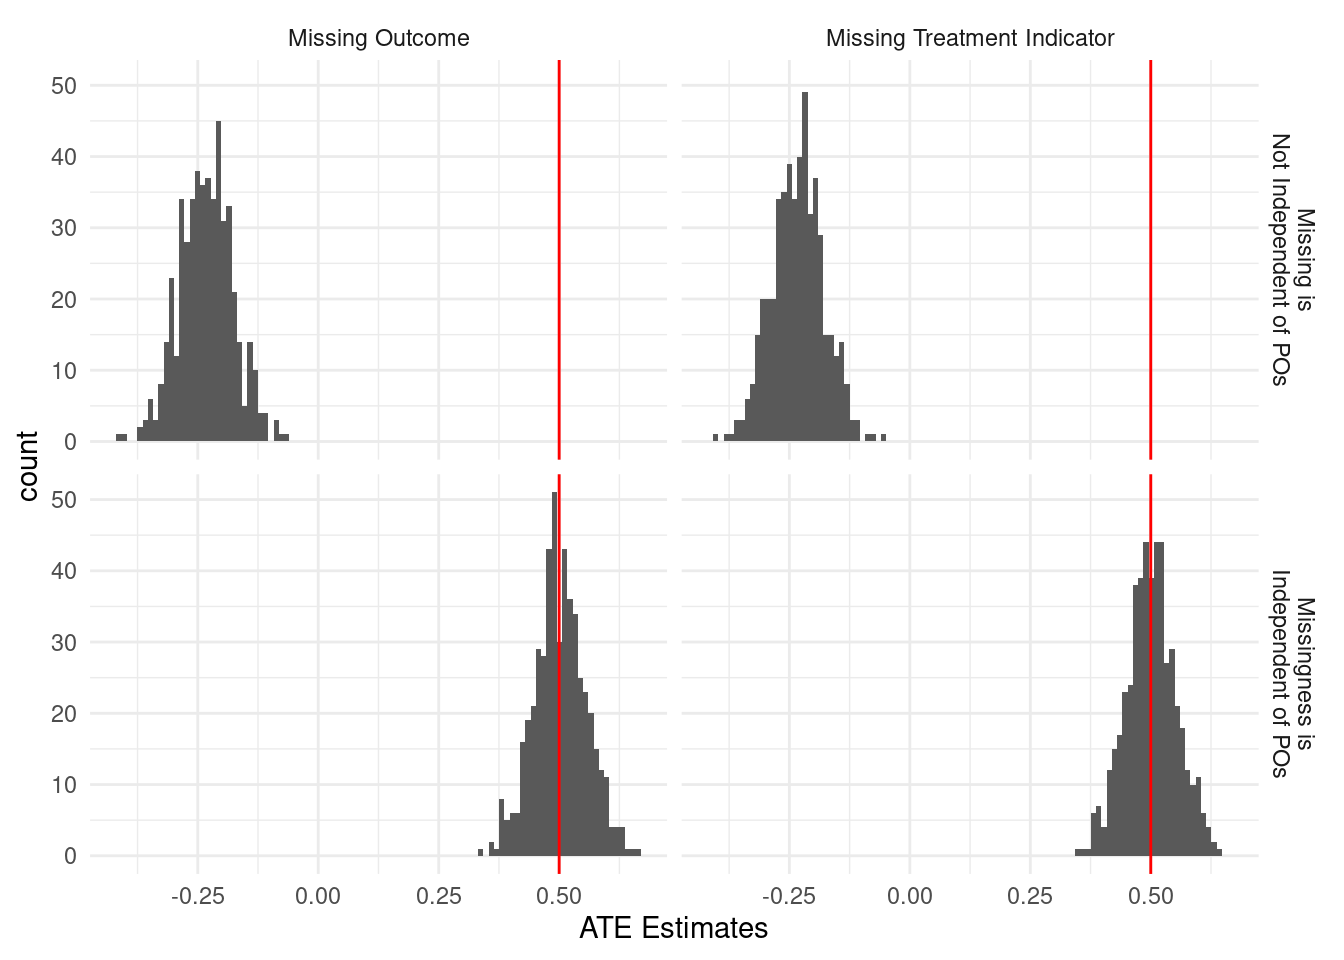 Missing Outcome
Missing Treatment Indicator
50
40
30
20
10
0
Missing is
Not Independent of POs
50
40
30
20
10
0
Missingness is
Independent of POs
count
-0.25
0.00
0.25
0.50
-0.25
0.00
0.25
0.50
ATE Estimates